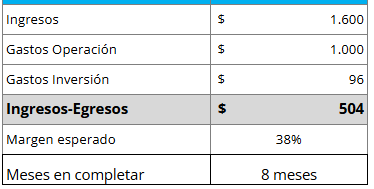 Ingresos $ 1.600
Gastos Operación $ 1.000
Gastos Inversión $ 96
Ingresos-Egresos $ 504
Margen esperado 38%
Meses en completar 8 meses